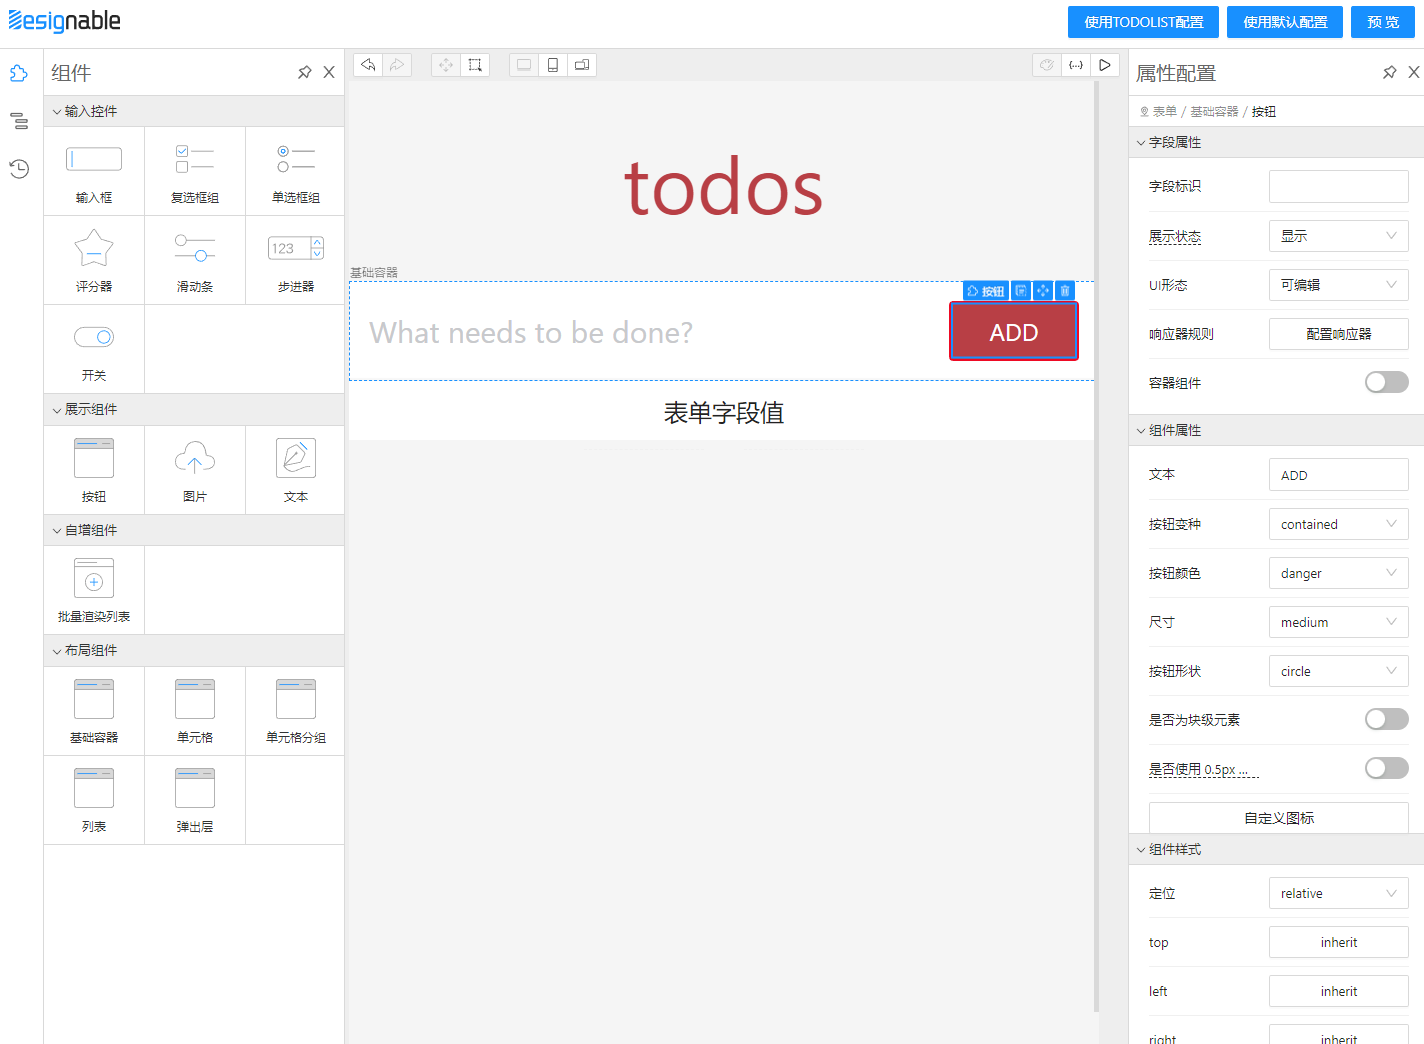 Designable
使用TODOLIST配置
使用默认配置
预 览
组件
输入控件
输入框
复选框组
单选框组
评分器
滑动条
123
步进器
开关
展示组件
按钮
图片
文本
自增组件
批量渲染列表
布局组件
基础容器
单元格
单元格分组
列表
弹出层
{...}
todos
基础容器
按钮
What needs to be done?
ADD
表单字段值
属性配置
表单 / 基础容器 / 按钮
字段属性
字段标识
展示状态
显示
UI形态
可编辑
响应器规则
配置响应器
容器组件
组件属性
文本
ADD
按钮变种
contained
按钮颜色
danger
尺寸
medium
按钮形状
circle
是否为块级元素
是否使用 0.5px ...
自定义图标
组件样式
定位
relative
top
inherit
left
inherit
right
inherit